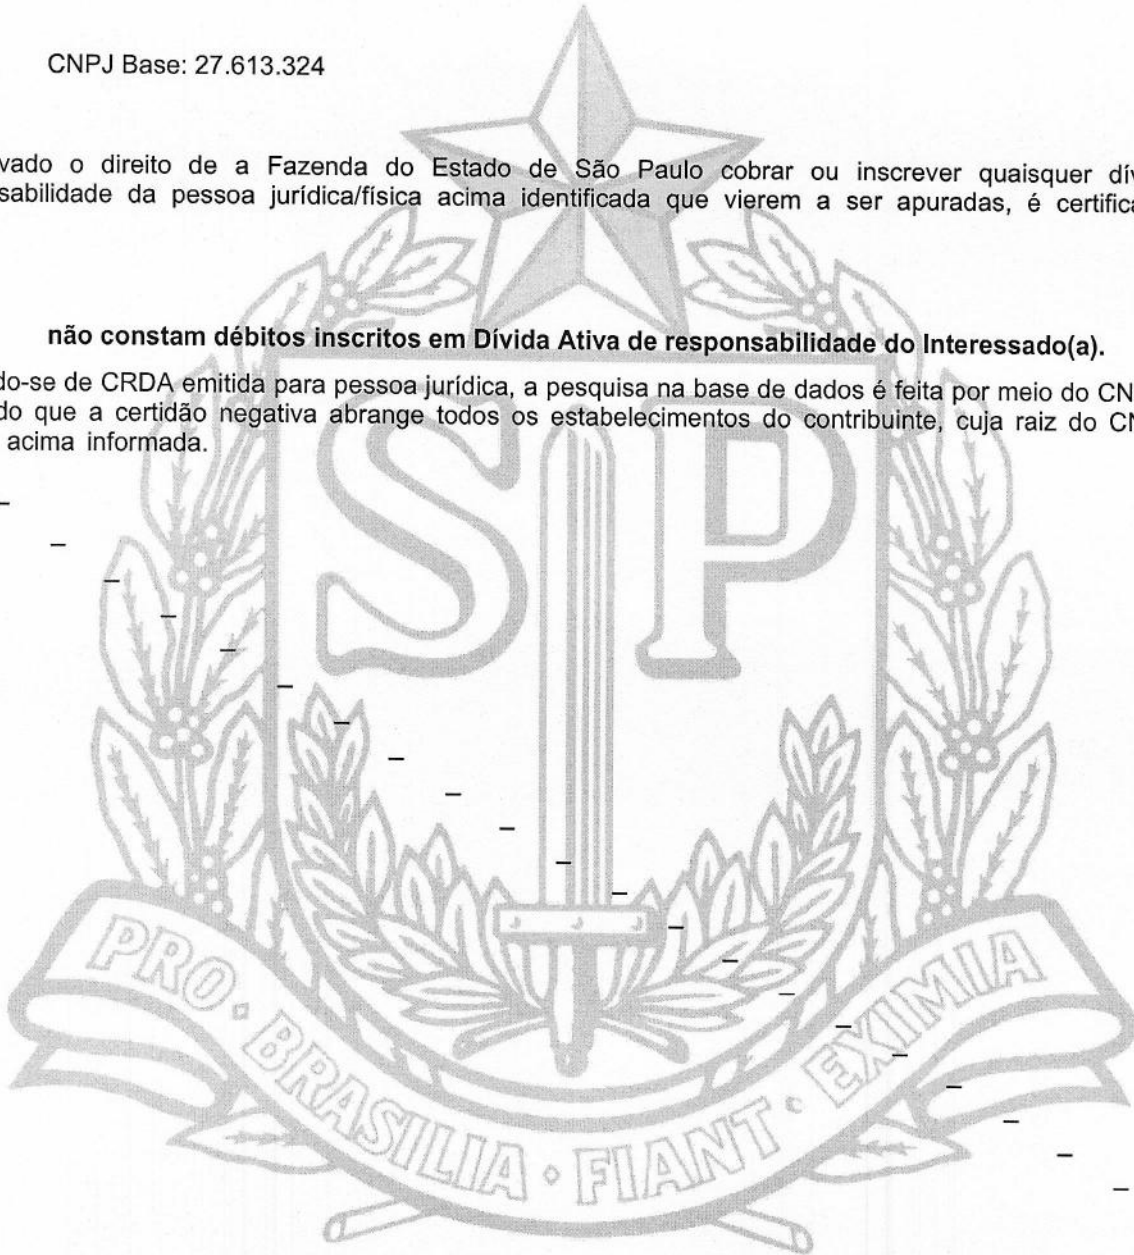 CNPJ Base: 27.613.324
vado o direito de a Fazenda do Estado de São Paulo cobrar ou inscrever quaisquer dív
sabilidade da pessoa jurídica/física acima identificada que vierem a ser apuradas, é certifica
não constam débitos inscritos em Dívida Ativa de responsabilidade do Interessado(a).
do-se de CRDA emitida para pessoa jurídica, a pesquisa na base de dados é feita por meio do CN
do que a certidão negativa abrange todos os estabelecimentos do contribuinte, cuja raiz do CN
acima informada.
SP
PRO · BRASILIA · FIANT · EXIMIA